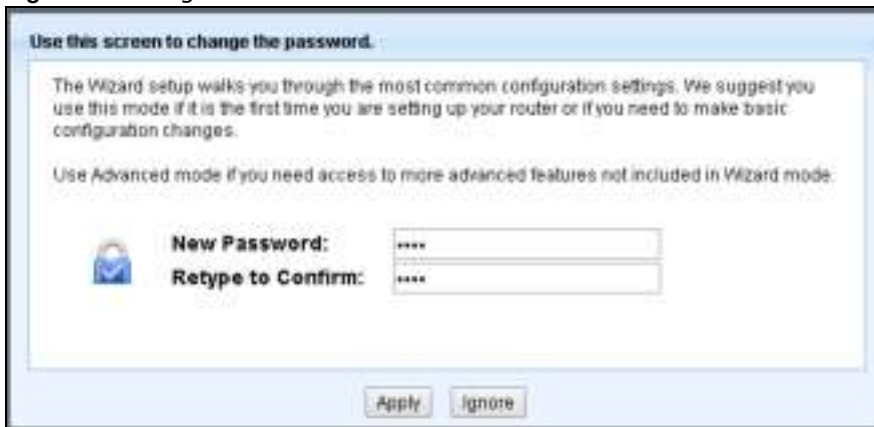 Use this screen to change the password.
The Wizard setup walks you through the most common configuration settings. We suggest you
use this mode if it is the first time you are setting up your router or if you need to make basic
configuration changes.
Use Advanced mode if you need access to more advanced features not included in Wizard mode.
New Password: ••••
Retype to Confirm: ••••
Apply Ignore